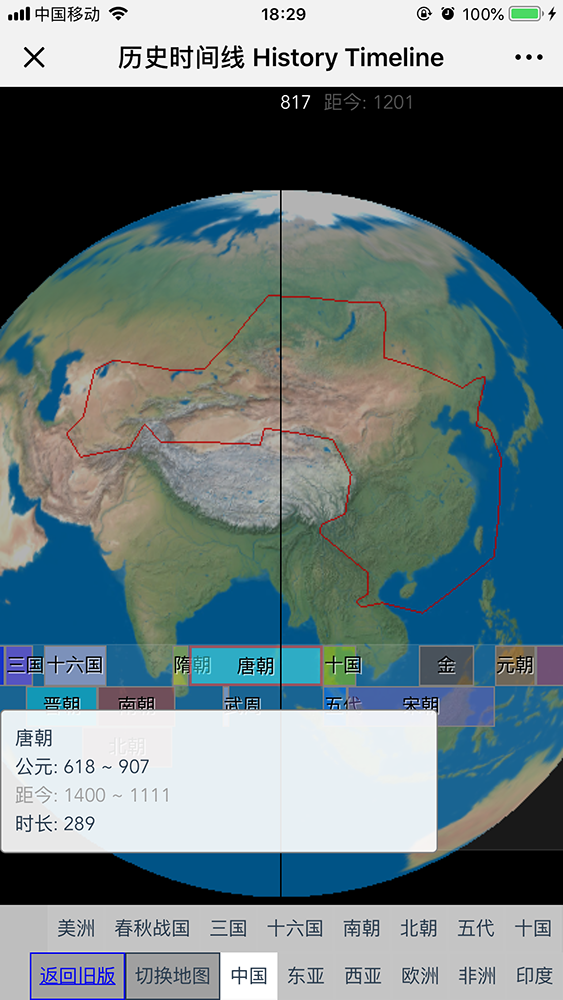 中国移动 18:29 100%
历史时间线 History Timeline
817 距今: 1201
三国 十六国 隋朝 唐朝 十国 金 元朝
晋朝 南朝 武周 五代 宋朝
北朝
唐朝
公元: 618 ~ 907
距今: 1400 ~ 1111
时长: 289
美洲 春秋战国 三国 十六国 南朝 北朝 五代 十国
返回旧版 切换地图 中国 东亚 西亚 欧洲 非洲 印度